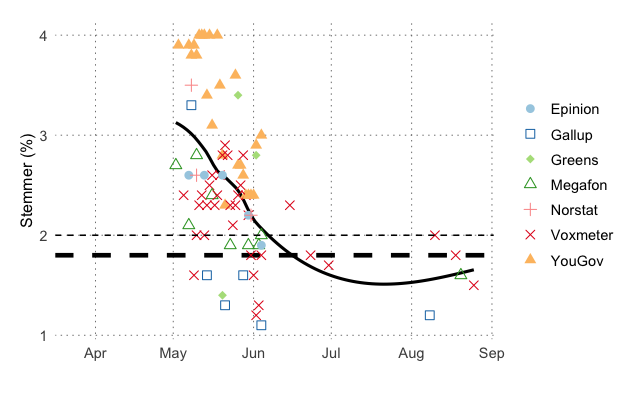 Stemmer (%)
4
3
2
1
Apr May Jun Jul Aug Sep
Epinion
Gallup
Greens
Megafon
Norstat
Voxmeter
YouGov